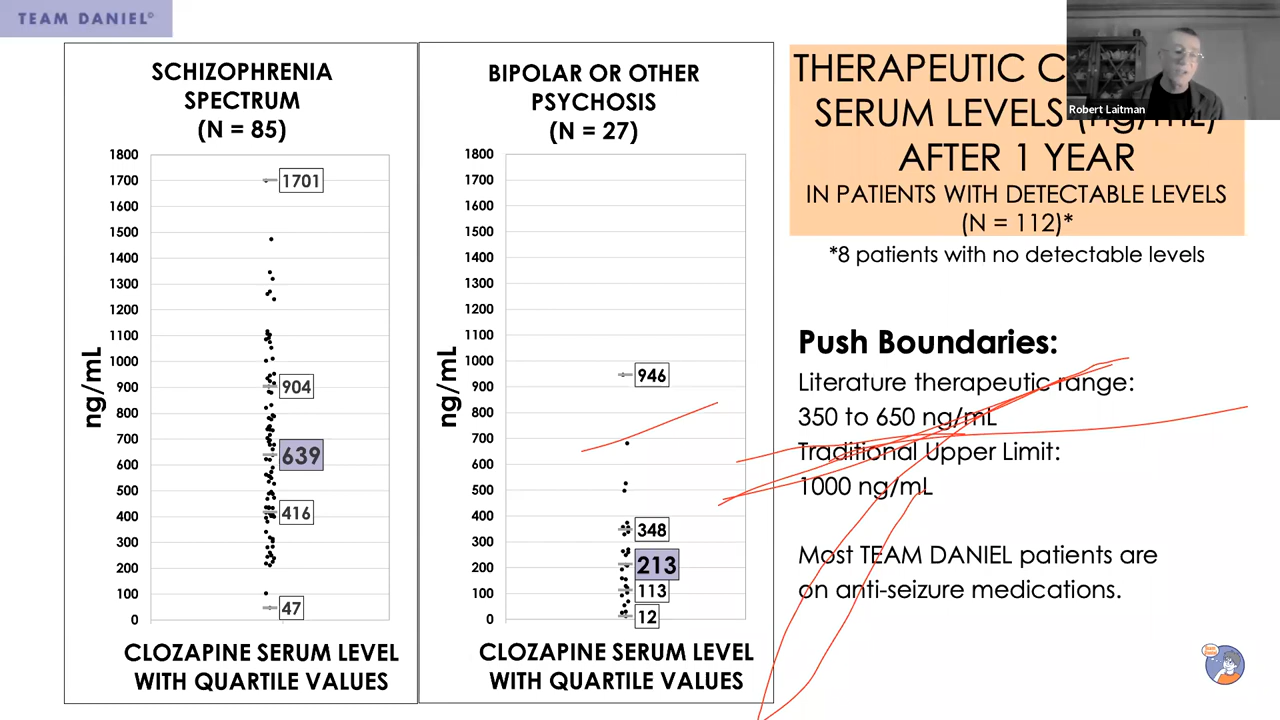 TEAM DANIEL©
SCHIZOPHRENIA
SPECTRUM
(N = 85)
1800
1700
1600
1500
1400
1300
1200
1100
1000
900
800
700
600
500
400
300
200
100
0
ng/mL
1701
904
639
416
47
CLOZAPINE SERUM LEVEL
WITH QUARTILE VALUES
BIPOLAR OR OTHER
PSYCHOSIS
(N = 27)
1800
1700
1600
1500
1400
1300
1200
1100
1000
900
800
700
600
500
400
300
200
100
0
ng/mL
946
348
213
113
12
CLOZAPINE SERUM LEVEL
WITH QUARTILE VALUES
THERAPEUTIC C
SERUM LEVELS (ng/mL)
AFTER 1 YEAR
IN PATIENTS WITH DETECTABLE LEVELS
(N = 112)*
*8 patients with no detectable levels
Robert Laitman
Push Boundaries:
Literature therapeutic range:
350 to 650 ng/mL
Traditional Upper Limit:
1000 ng/mL
Most TEAM DANIEL patients are
on anti-seizure medications.